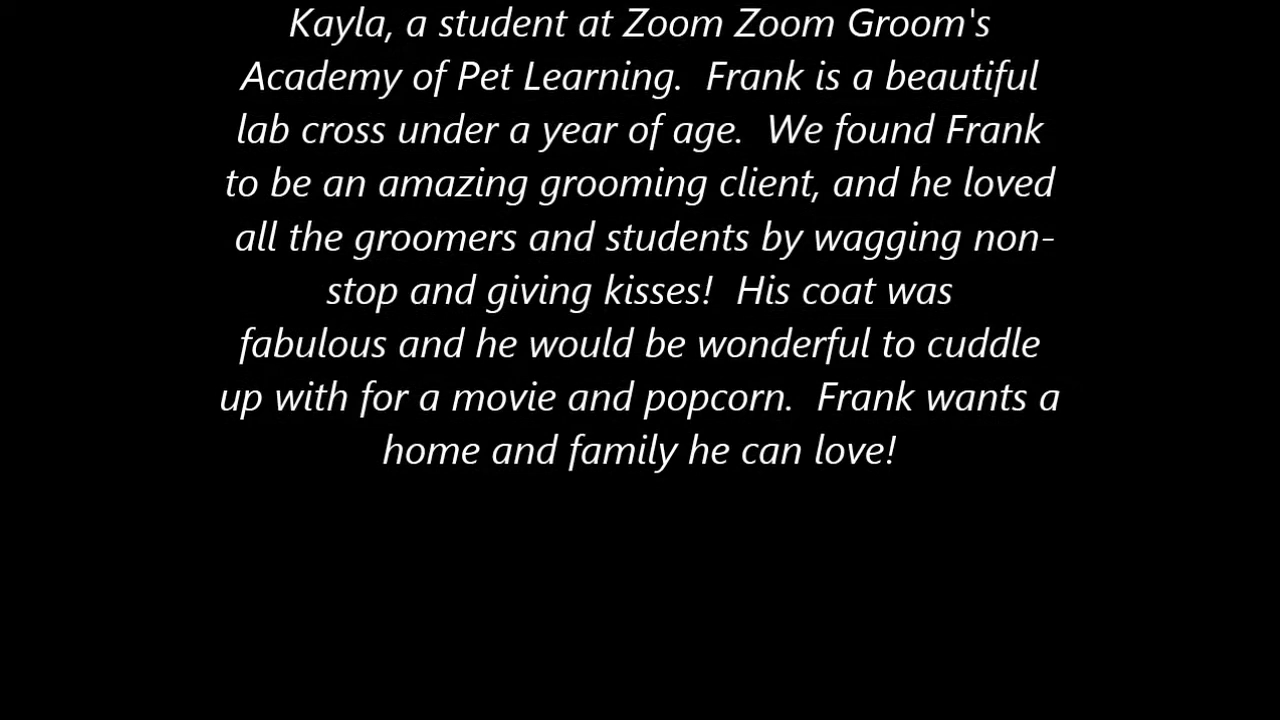 Kayla, a student at Zoom Zoom Groom's
Academy of Pet Learning.  Frank is a beautiful
lab cross under a year of age.  We found Frank
to be an amazing grooming client, and he loved
all the groomers and students by wagging non-
stop and giving kisses!  His coat was
fabulous and he would be wonderful to cuddle
up with for a movie and popcorn.  Frank wants a
home and family he can love!